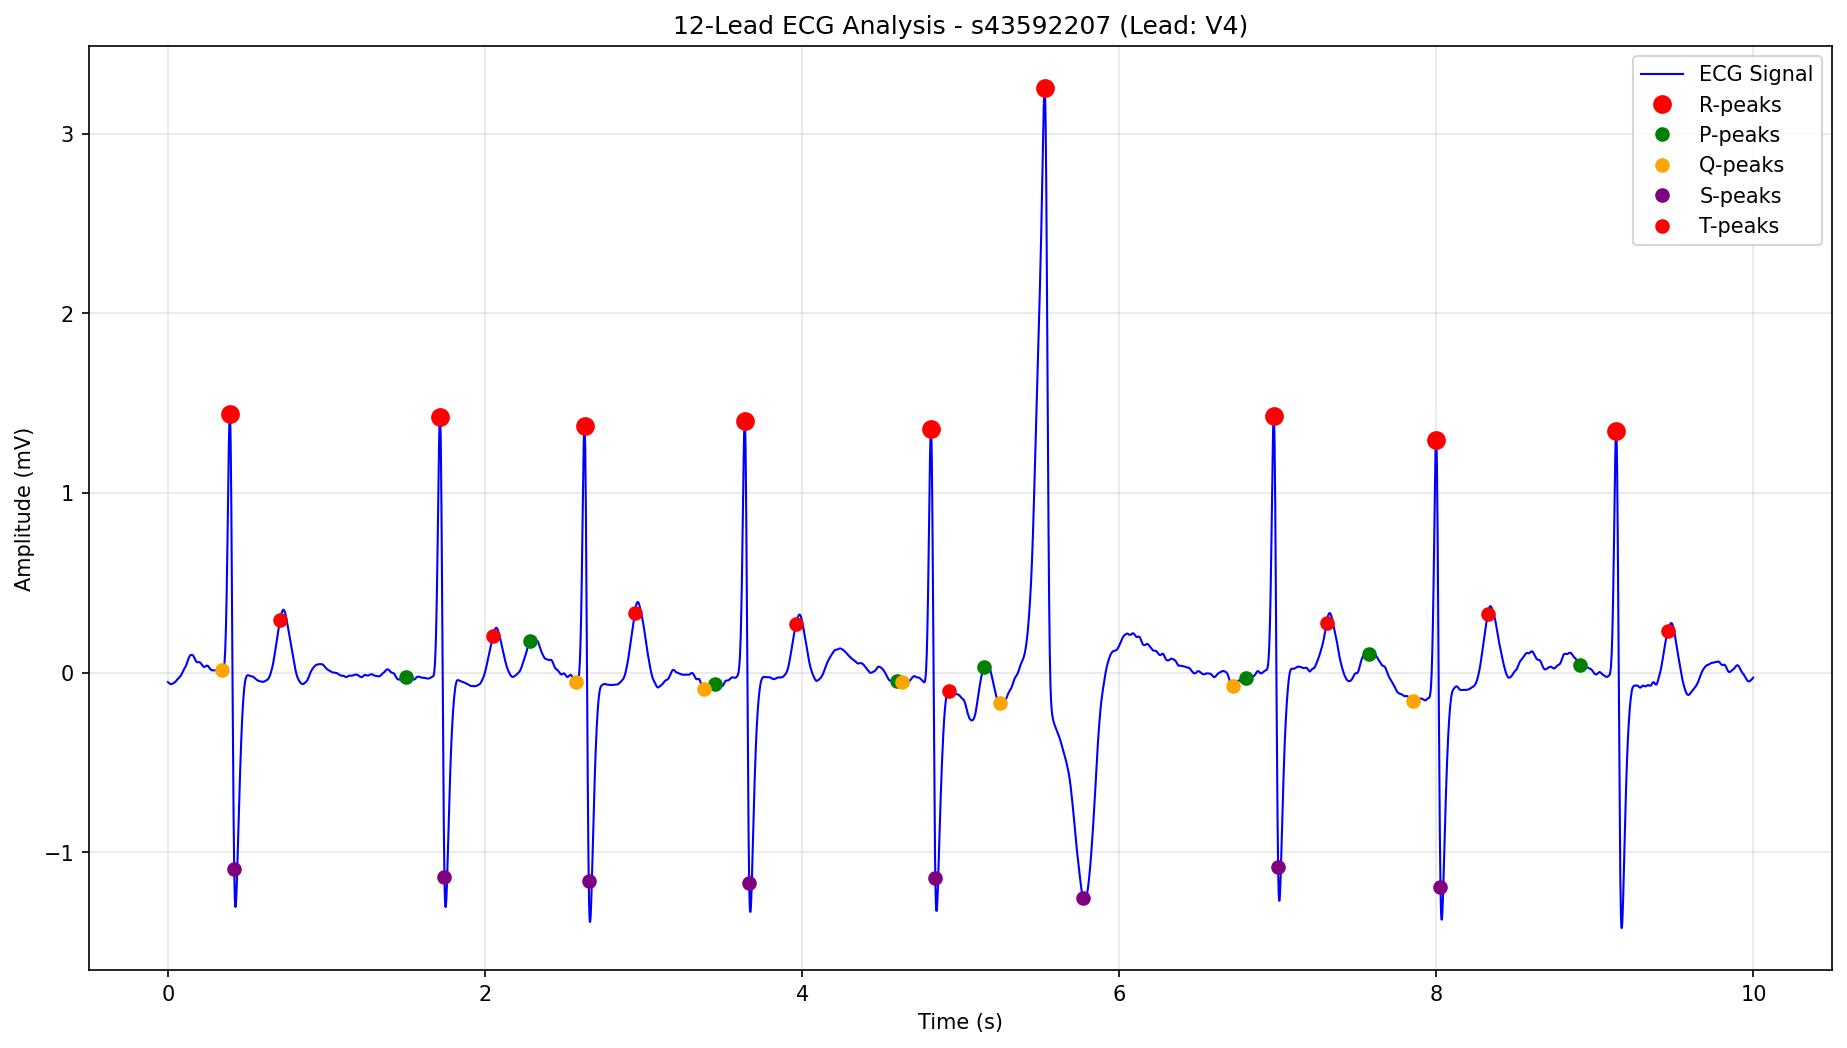 12-Lead ECG Analysis - s43592207 (Lead: V4)
ECG Signal
R-peaks
P-peaks
Q-peaks
S-peaks
T-peaks
Amplitude (mV)
3
2
1
0
−1
0 2 4 6 8 10
Time (s)